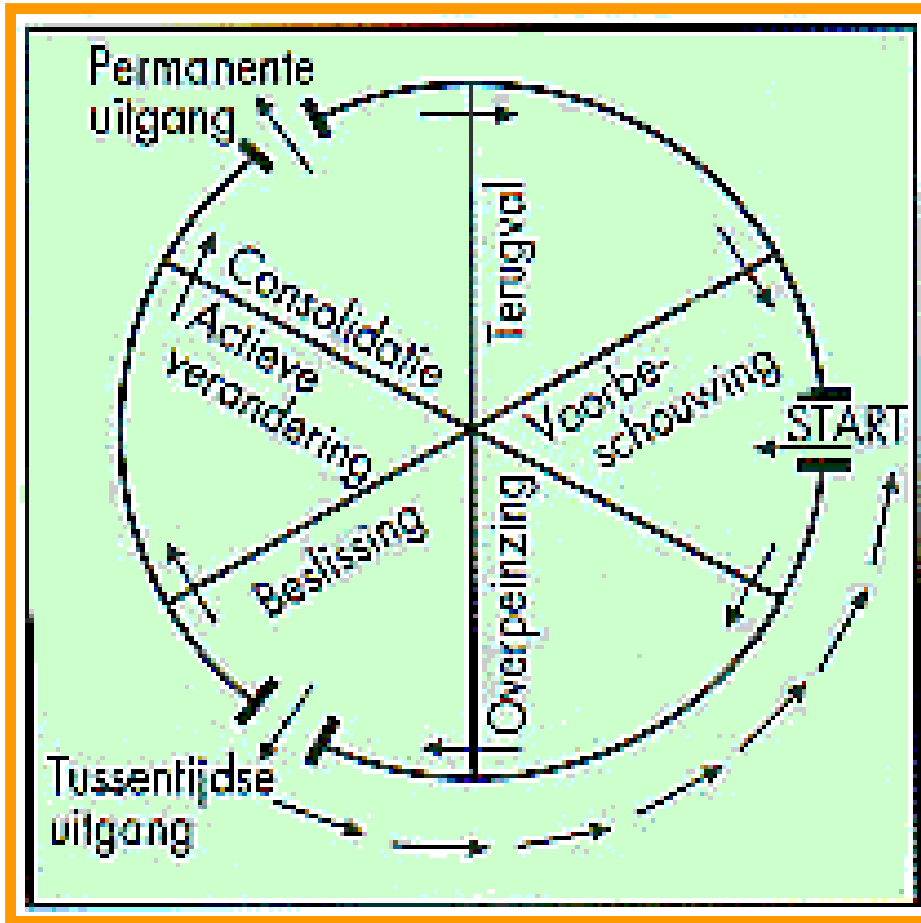 Permanente
uitgang
Terugval
Consolidatie
Actieve
verandering
Voorbe-
schouwing
START
Beslissing
Overpeinzing
Tussentijdse
uitgang